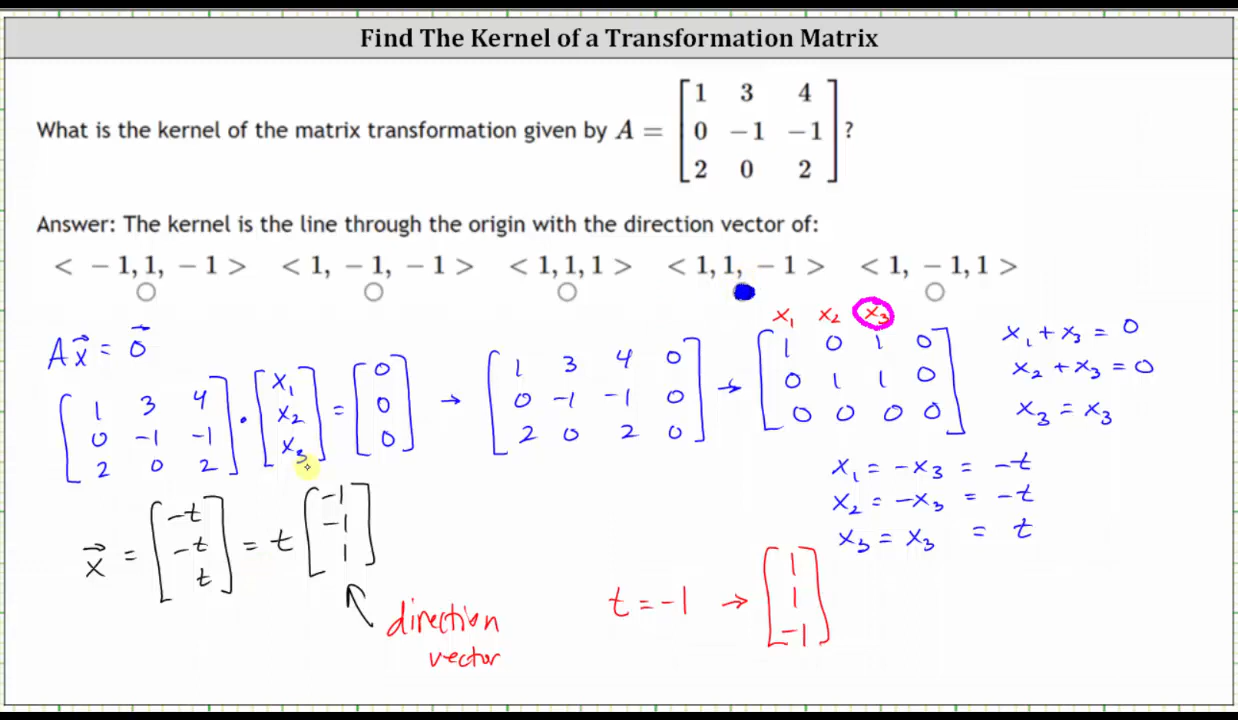 Find The Kernel of a Transformation Matrix
1 3 4
What is the kernel of the matrix transformation given by A = 0 −1 −1 ?
2 0 2
Answer: The kernel is the line through the origin with the direction vector of:
< −1, 1, −1 > < 1, −1, −1 > < 1, 1, 1 > < 1, 1, −1 > < 1, −1, 1 >
x₁ x₂ x₃
Ax⃗ = 0⃗
[1 3 4] [x₁] [0]
[0 -1 -1] · [x₂] = [0]
[2 0 2] [x₃] [0]
→
[1 3 4 0]
[0 -1 -1 0]
[2 0 2 0]
→
[1 0 1 0]
[0 1 1 0]
[0 0 0 0]
x₁ + x₃ = 0
x₂ + x₃ = 0
x₃ = x₃
x₁ = -x₃ = -t
x₂ = -x₃ = -t
x₃ = x₃ = t
[-t] [-1]
x⃗ = [-t] = t [-1]
[t] [1]
direction
vector
[1]
t = -1 → [1]
[-1]